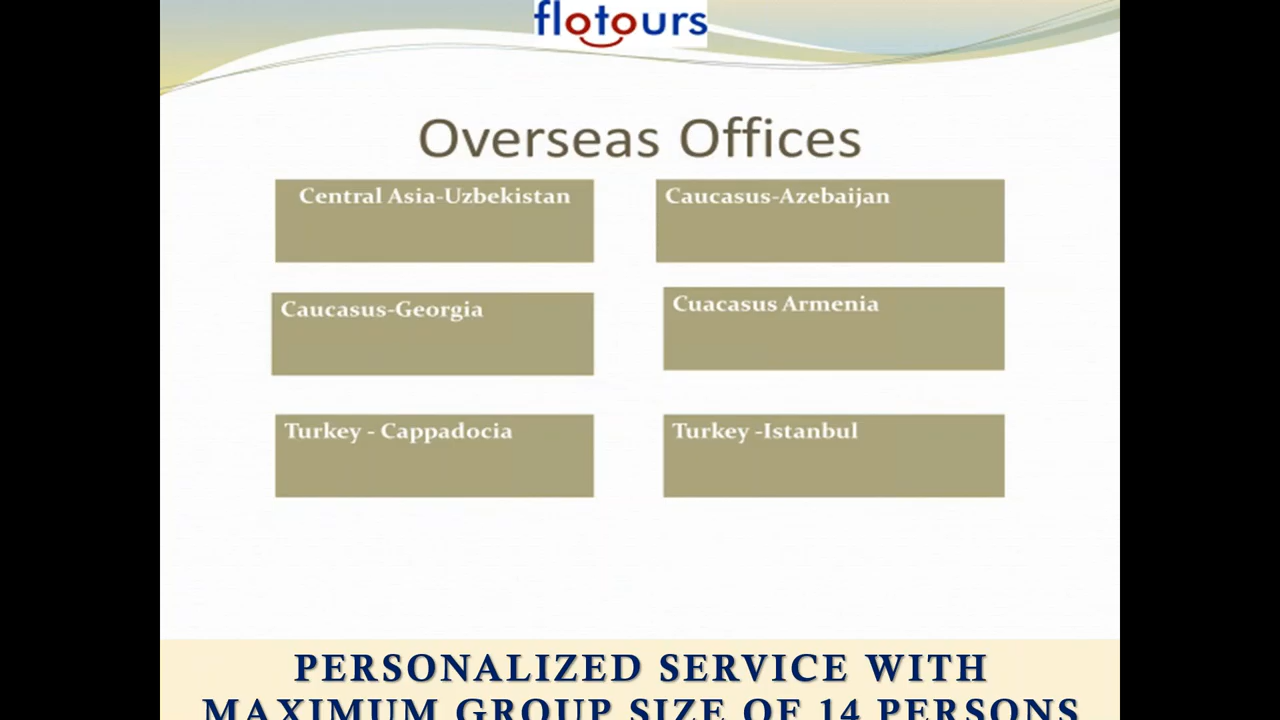 flotours
Overseas Offices
Central Asia-Uzbekistan
Caucasus-Azebaijan
Caucasus-Georgia
Cuacasus Armenia
Turkey - Cappadocia
Turkey -Istanbul
PERSONALIZED SERVICE WITH
MAXIMUM GROUP SIZE OF 14 PERSONS